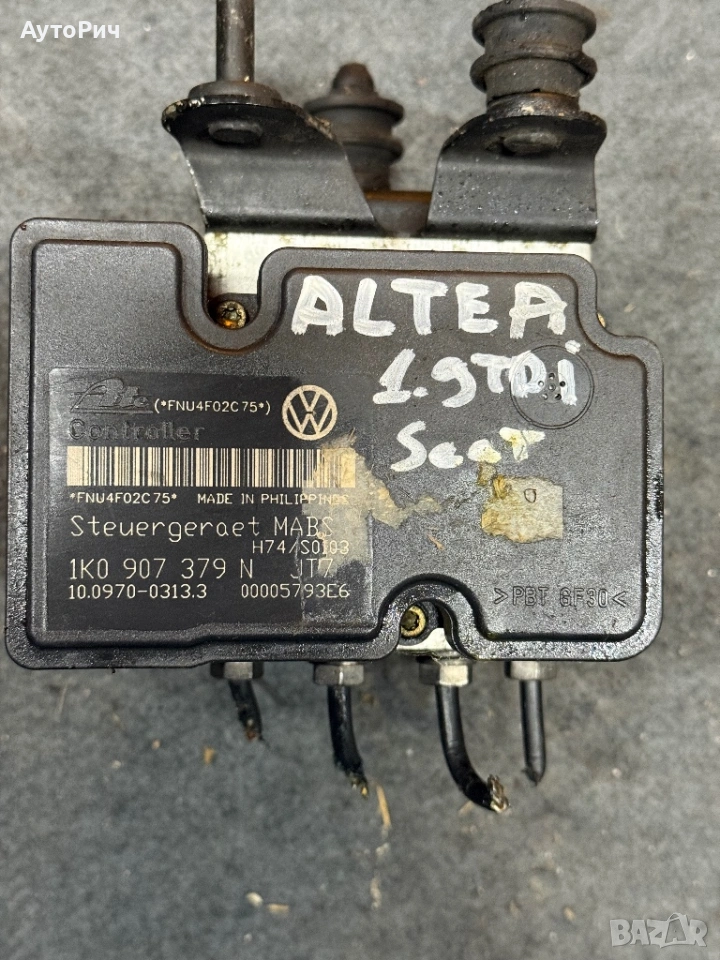 АутоРич
ALTEA
1.9TDi
Seat
Ate
(*FNU4F02C75*)
Controller
*FNU4F02C75* MADE IN PHILIPPINES
Steuergeraet MABS
H74/S0103
1K0 907 379 N JT7
10.0970-0313.3 00005793E6
>PBT GF30<
BAZAR